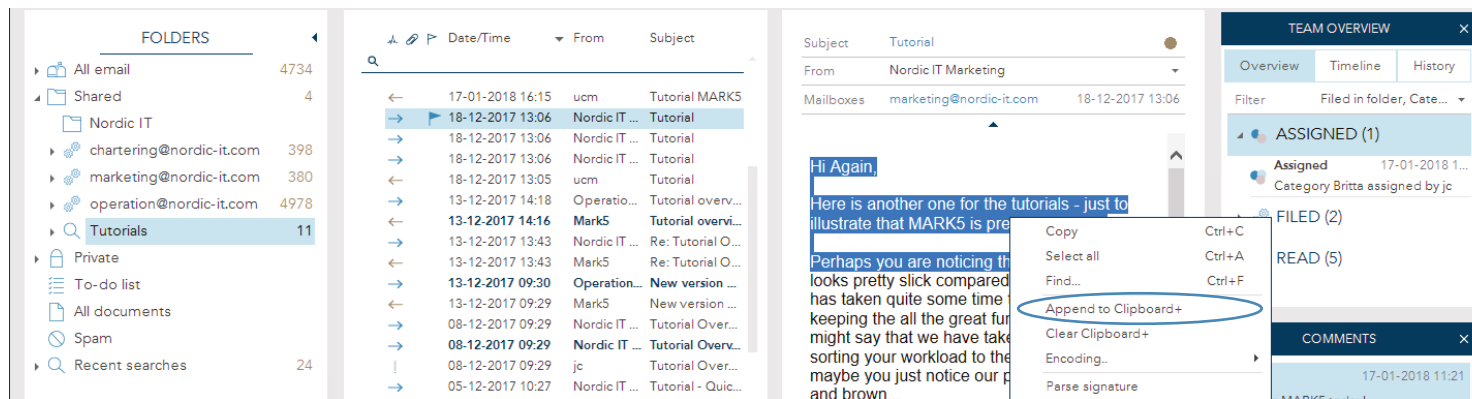 FOLDERS
All email 4734
Shared 4
Nordic IT
chartering@nordic-it.com 398
marketing@nordic-it.com 380
operation@nordic-it.com 4978
Tutorials 11
Private
To-do list
All documents
Spam
Recent searches 24
Date/Time From Subject
17-01-2018 16:15 ucm Tutorial MARK5
18-12-2017 13:06 Nordic IT ... Tutorial
18-12-2017 13:06 Nordic IT ... Tutorial
18-12-2017 13:06 Nordic IT ... Tutorial
18-12-2017 13:05 ucm Tutorial
13-12-2017 14:18 Operatio... Tutorial overv...
13-12-2017 14:16 Mark5 Tutorial overvi...
13-12-2017 13:43 Nordic IT ... Re: Tutorial O...
13-12-2017 13:43 Mark5 Re: Tutorial O...
13-12-2017 09:30 Operation... New version ...
13-12-2017 09:29 Mark5 New version ...
08-12-2017 09:29 Nordic IT ... Tutorial Over...
08-12-2017 09:29 Nordic IT ... Tutorial Overv...
08-12-2017 09:29 jc Tutorial Over...
05-12-2017 10:27 Nordic IT ... Tutorial - Quic...
Subject Tutorial
From Nordic IT Marketing
Mailboxes marketing@nordic-it.com 18-12-2017 13:06
Hi Again,
Here is another one for the tutorials - just to
illustrate that MARK5 is pre
Perhaps you are noticing th
looks pretty slick compared
has taken quite some time
keeping the all the great fu
might say that we have take
sorting your workload to the
maybe you just notice our p
and brown
Copy Ctrl+C
Select all Ctrl+A
Find... Ctrl+F
Append to Clipboard+
Clear Clipboard+
Encoding..
Parse signature
TEAM OVERVIEW
Overview Timeline History
Filter Filed in folder, Cate...
ASSIGNED (1)
Assigned 17-01-2018 1...
Category Britta assigned by jc
FILED (2)
READ (5)
COMMENTS
17-01-2018 11:21